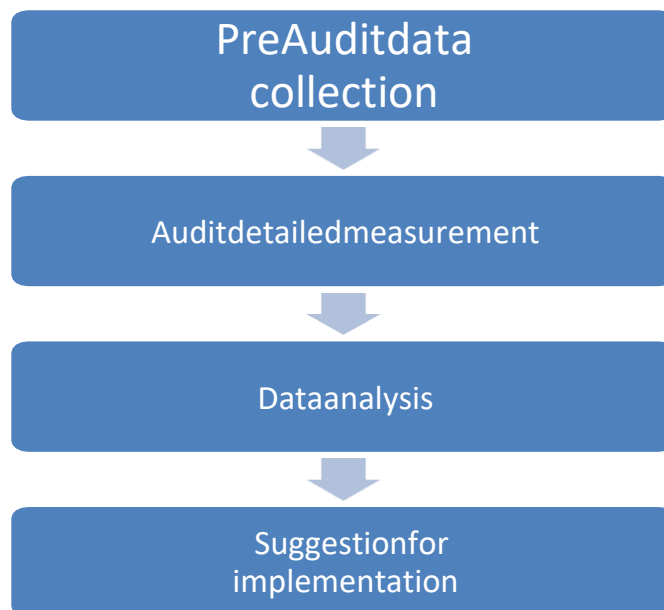 PreAuditdata
collection
Auditdetailedmeasurement
Dataanalysis
Suggestionfor
implementation